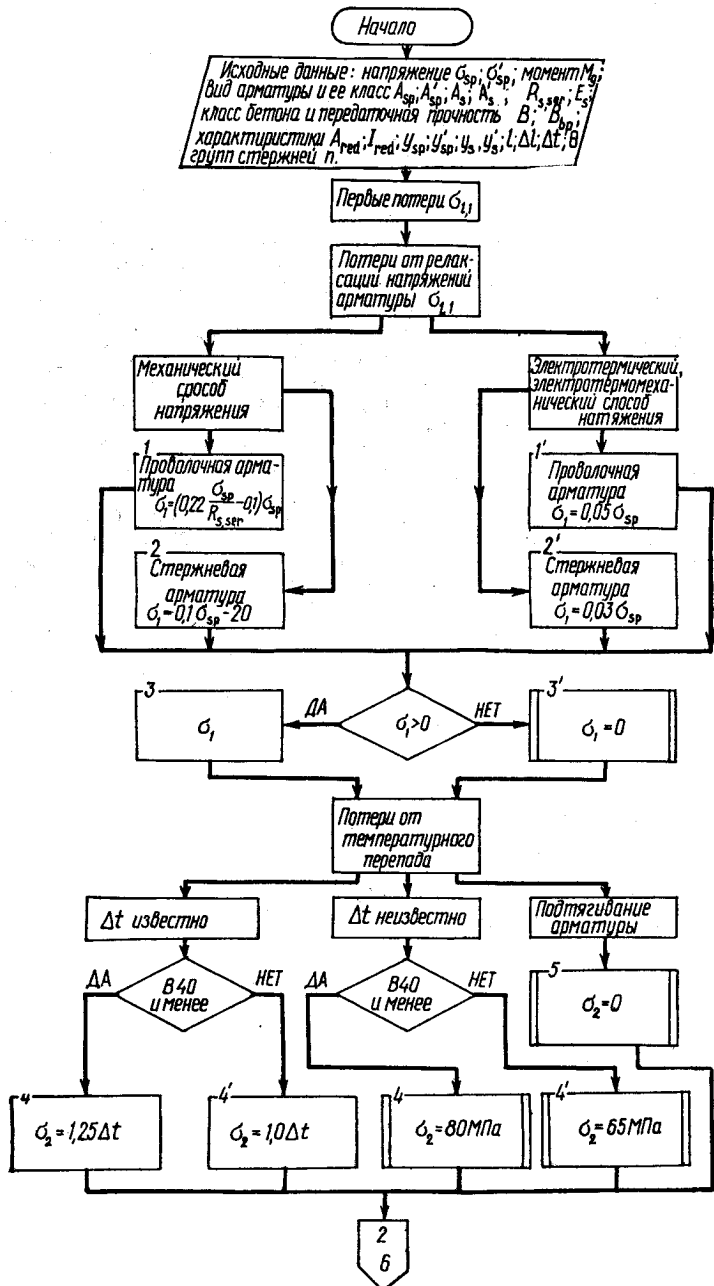 Начало
Исходные данные: напряжение σsp; σ'sp; момент Mg;
вид арматуры и ее класс Asp; A'sp; As; A's; Rs,ser; Es;
класс бетона и передаточная прочность B; Bbp;
характеристики Ared; Ired; ysp; y'sp; ys, y's; l; Δl; Δt; θ
групп стержней n.
Первые потери σl,1
Потери от релак-
сации напряжений
арматуры σl,1
Механический
сросоδ
напряжения
Электротермический,
электротермомеха-
нический способ
натяжения
1
Проволочная арма-
тура
σ1=(0,22 σsp/Rs,ser −0,1)σsp
1'
Проволочная
арматура
σ1=0,05σsp
2
Стержневая
арматура
σ1=0,1σsp−20
2'
Стержневая
арматура
σ1=0,03σsp
3
σ1
ДА
σ1>0
НЕТ
3'
σ1=0
Потери от
температурного
перепада
Δt известно
Δt неизвестно
Подтягивание
арматуры
ДА
В 40
и менее
НЕТ
ДА
В40
и менее
НЕТ
5
σ2=0
4
σ2=1,25Δt
4'
σ2=1,0Δt
4
σ2=80МПа
4'
σ2=65МПа
2
6